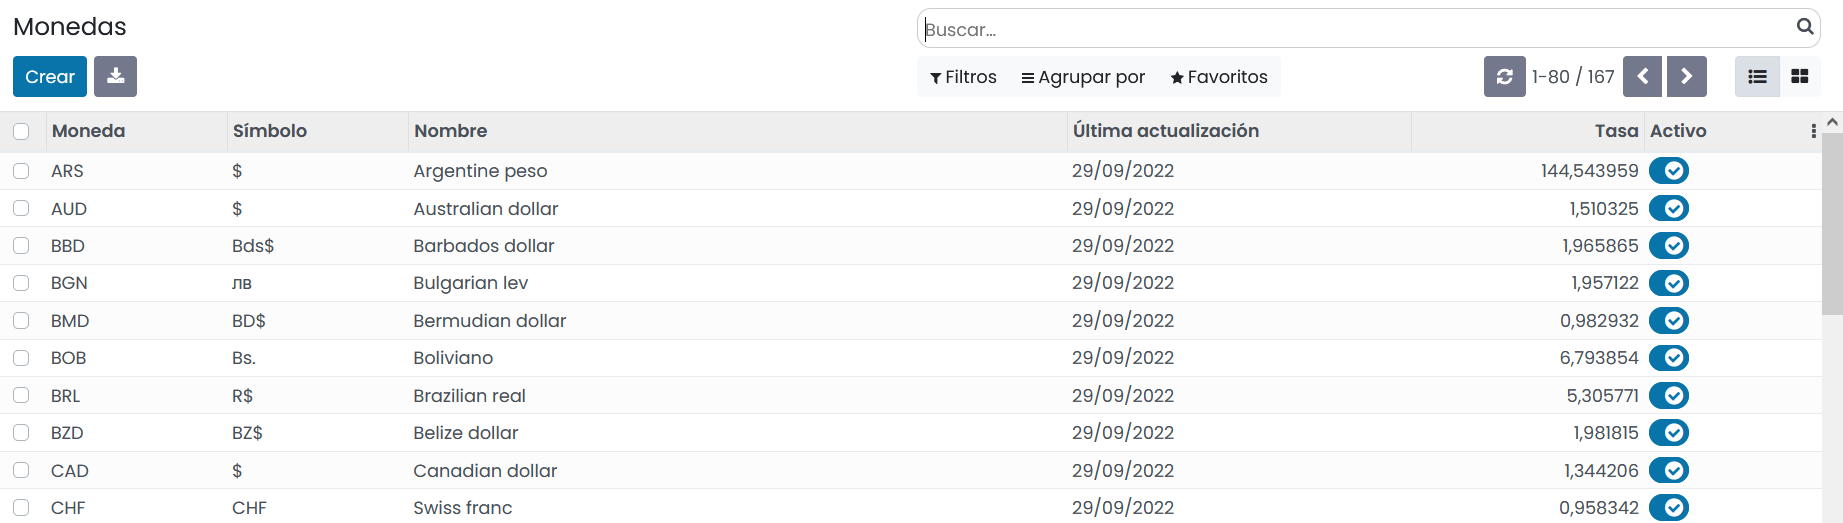 Monedas
Buscar...
Crear
Filtros Agrupar por Favoritos 1-80 / 167
Moneda Símbolo Nombre Última actualización Tasa Activo
ARS $ Argentine peso 29/09/2022 144,543959
AUD $ Australian dollar 29/09/2022 1,510325
BBD Bds$ Barbados dollar 29/09/2022 1,965865
BGN лв Bulgarian lev 29/09/2022 1,957122
BMD BD$ Bermudian dollar 29/09/2022 0,982932
BOB Bs. Boliviano 29/09/2022 6,793854
BRL R$ Brazilian real 29/09/2022 5,305771
BZD BZ$ Belize dollar 29/09/2022 1,981815
CAD $ Canadian dollar 29/09/2022 1,344206
CHF CHF Swiss franc 29/09/2022 0,958342